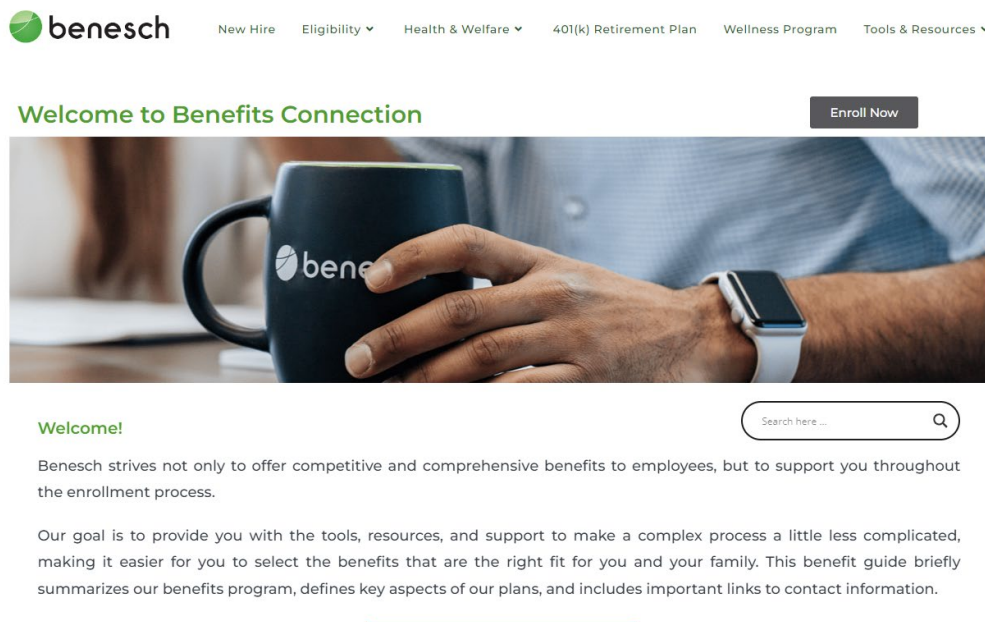 benesch
New Hire Eligibility Health & Welfare 401(k) Retirement Plan Wellness Program Tools & Resources
Welcome to Benefits Connection
Enroll Now
bene
Search here ...
Welcome!
Benesch strives not only to offer competitive and comprehensive benefits to employees, but to support you throughout
the enrollment process.
Our goal is to provide you with the tools, resources, and support to make a complex process a little less complicated,
making it easier for you to select the benefits that are the right fit for you and your family. This benefit guide briefly
summarizes our benefits program, defines key aspects of our plans, and includes important links to contact information.